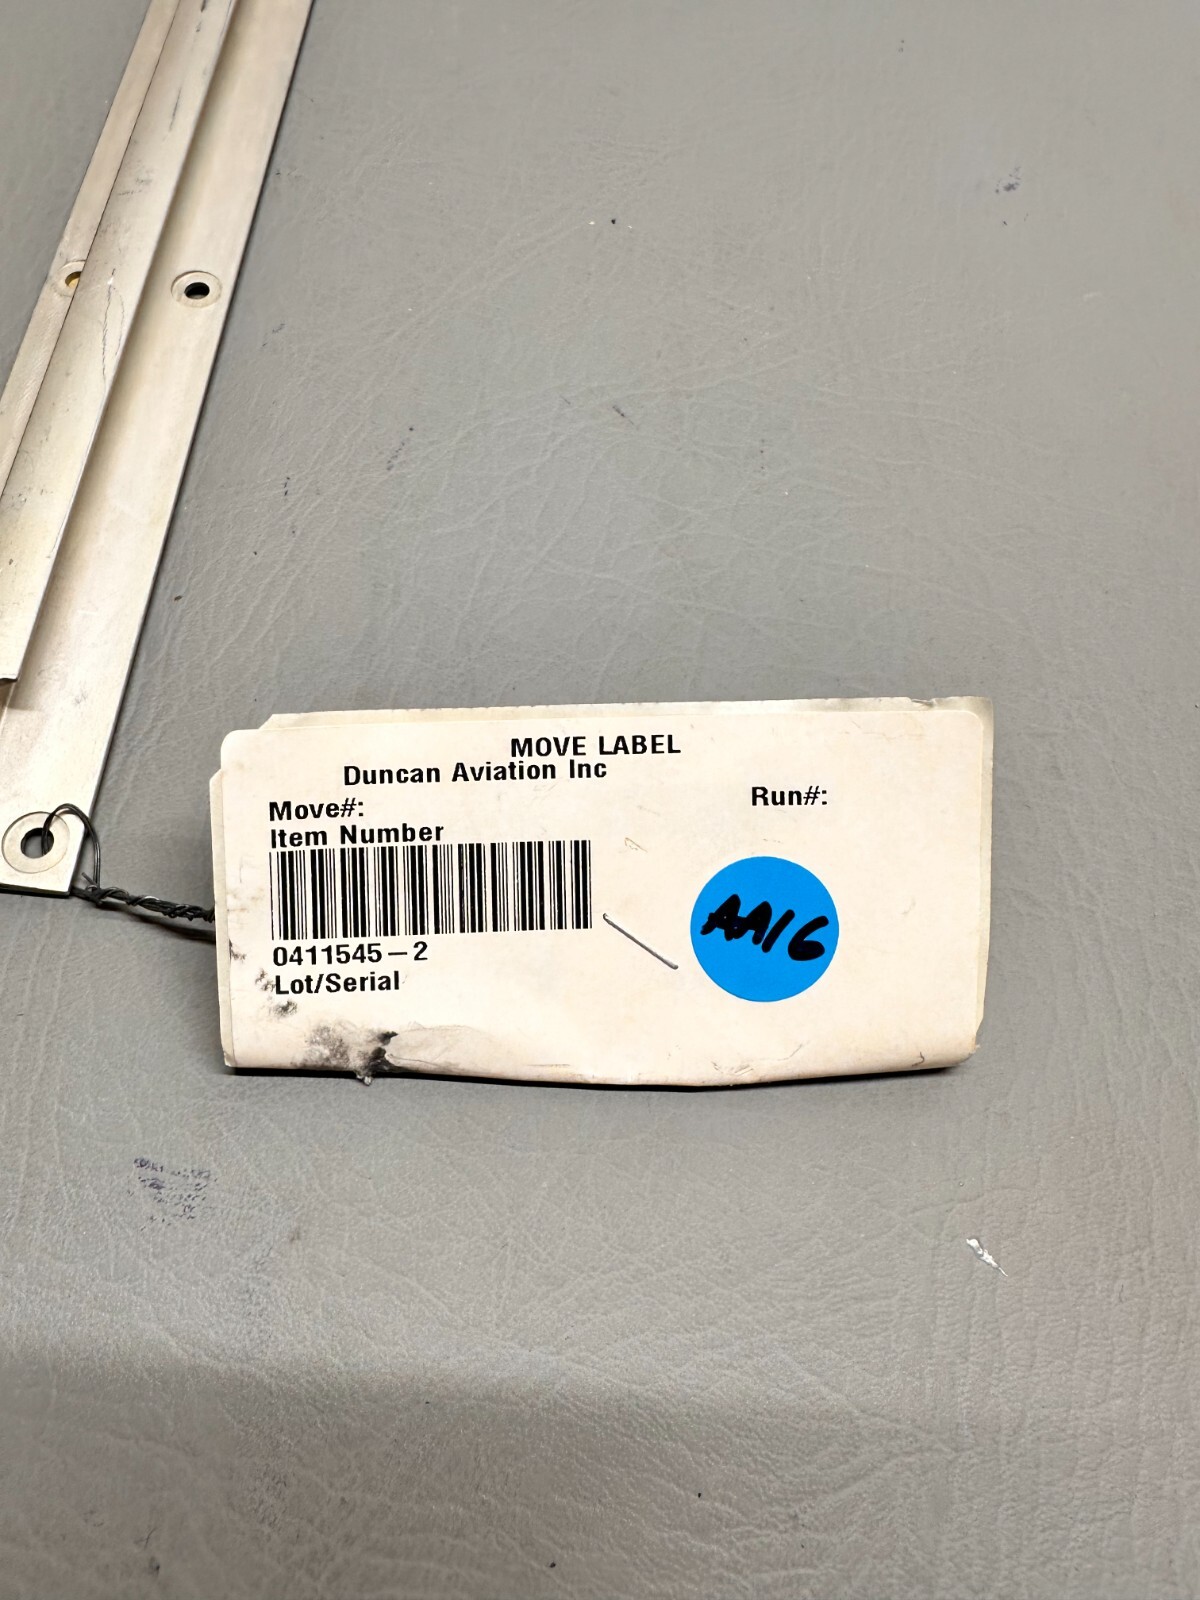 MOVE LABEL
Duncan Aviation Inc
Move#:
Run#:
Item Number
0411545-2
Lot/Serial
AA16